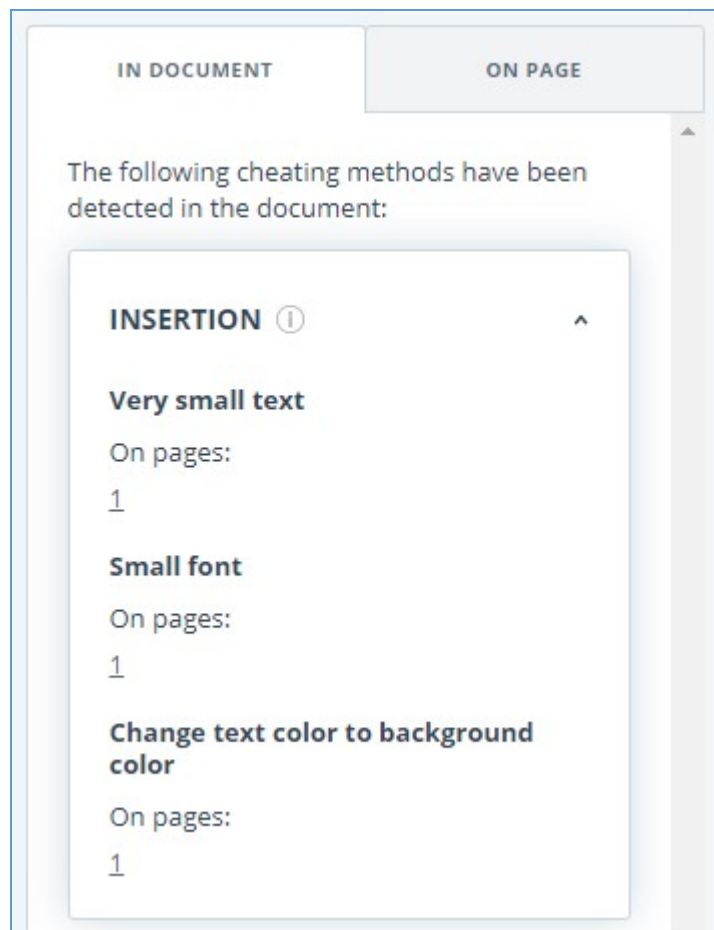 IN DOCUMENT
ON PAGE
The following cheating methods have been
detected in the document:
INSERTION
Very small text
On pages:
1
Small font
On pages:
1
Change text color to background
color
On pages:
1